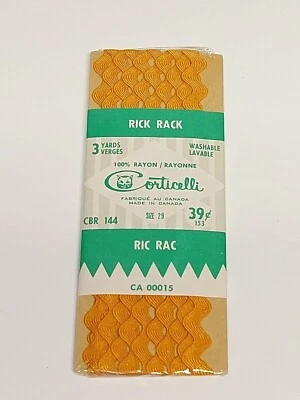 RICK RACK
3 YARDS VERGES
WASHABLE LAVABLE
100% RAYON / RAYONNE
Corticelli
FABRIQUÉ AU CANADA
MADE IN CANADA
CBR 144
SIZE 29
39¢
153
RIC RAC
CA 00015